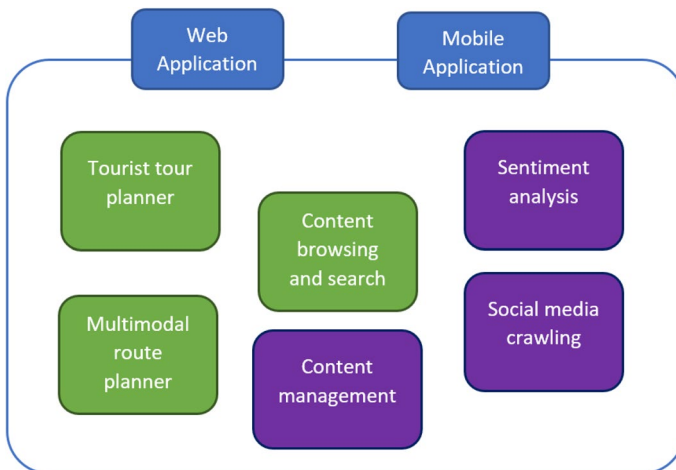 Web
Application
Mobile
Application
Tourist tour
planner
Sentiment
analysis
Content
browsing
and search
Multimodal
route
planner
Social media
crawling
Content
management